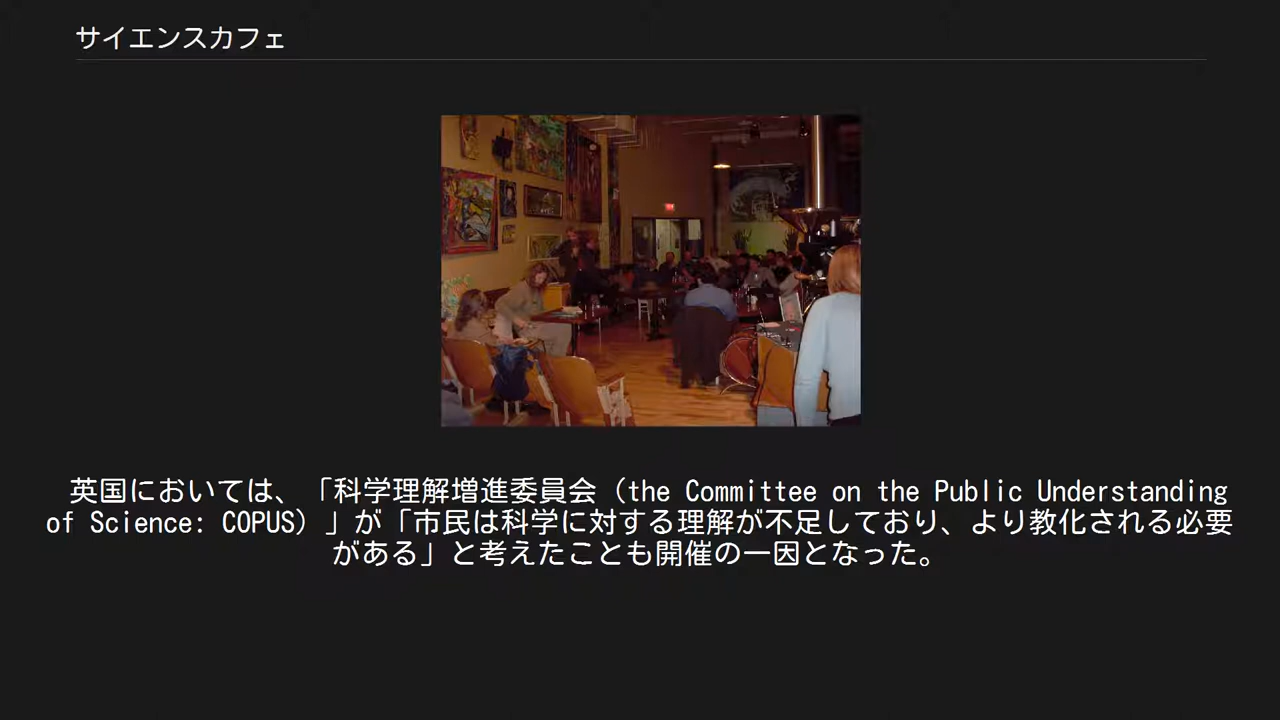 サイエンスカフェ
英国においては、「科学理解増進委員会（the Committee on the Public Understanding
of Science: COPUS）」が「市民は科学に対する理解が不足しており、より教化される必要
がある」と考えたことも開催の一因となった。